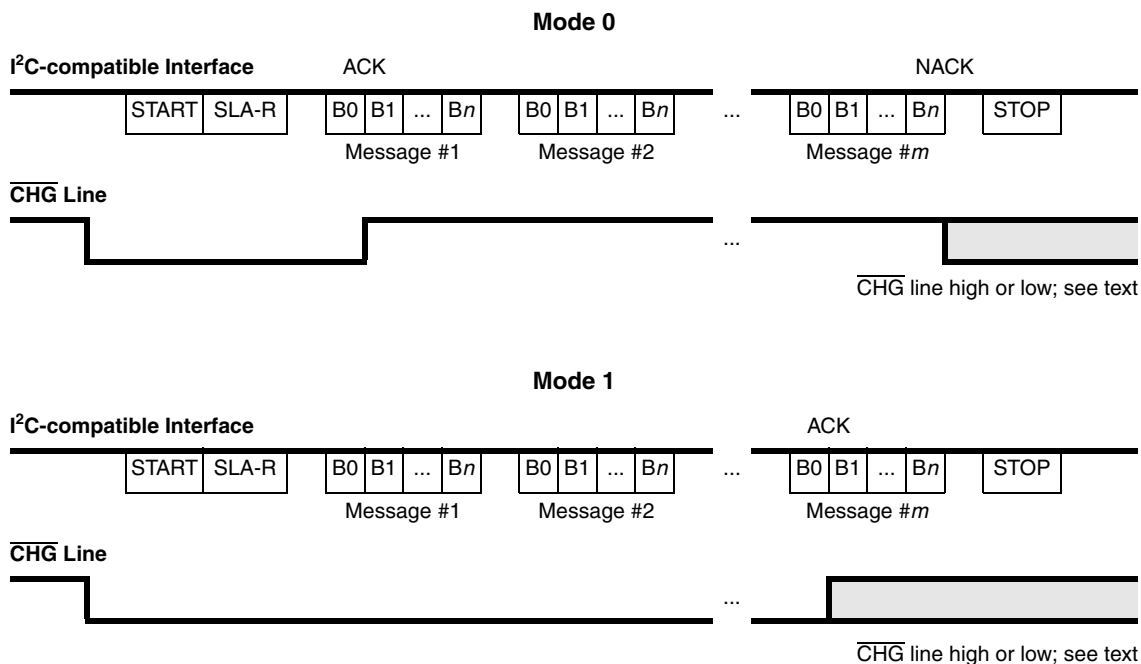 Mode 0
I²C-compatible Interface ACK NACK
START SLA-R B0 B1 ... Bn B0 B1 ... Bn ... B0 B1 ... Bn STOP
Message #1 Message #2 Message #m
CHG Line
...
CHG line high or low; see text
Mode 1
I²C-compatible Interface ACK
START SLA-R B0 B1 ... Bn B0 B1 ... Bn ... B0 B1 ... Bn STOP
Message #1 Message #2 Message #m
CHG Line
...
CHG line high or low; see text